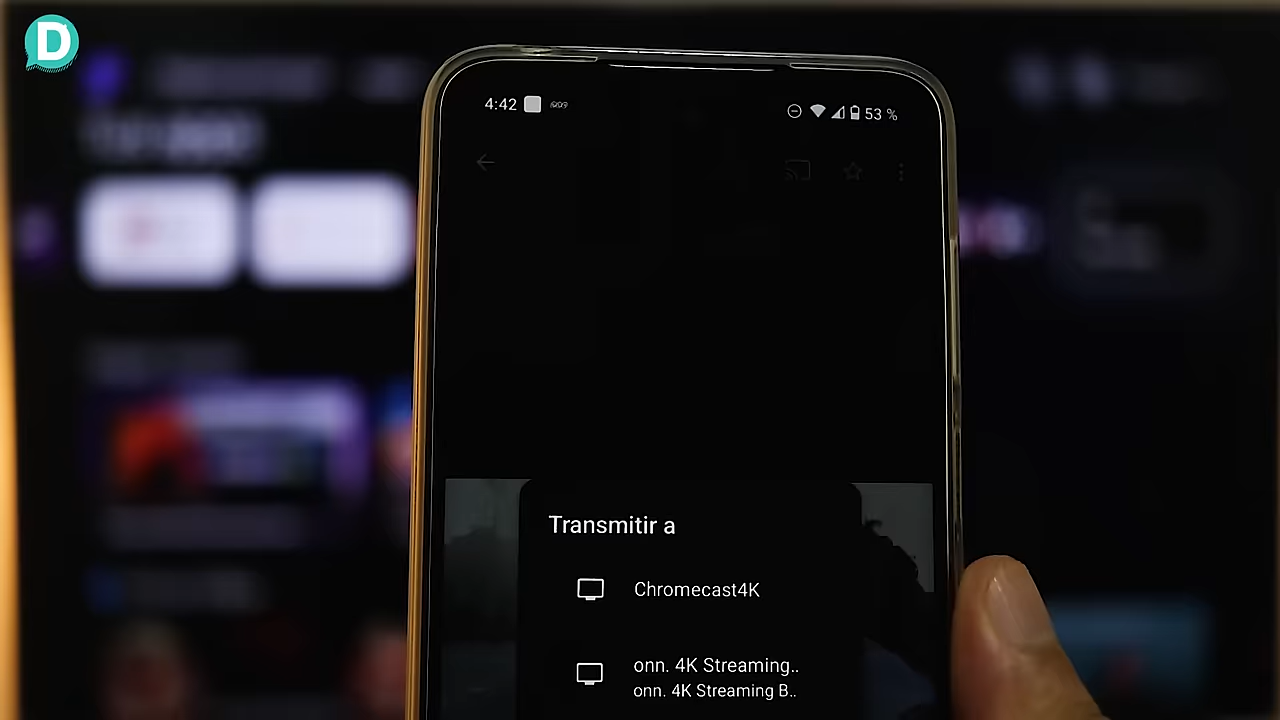 D
4:42
53 %
Transmitir a
Chromecast4K
onn. 4K Streaming..
onn. 4K Streaming B..